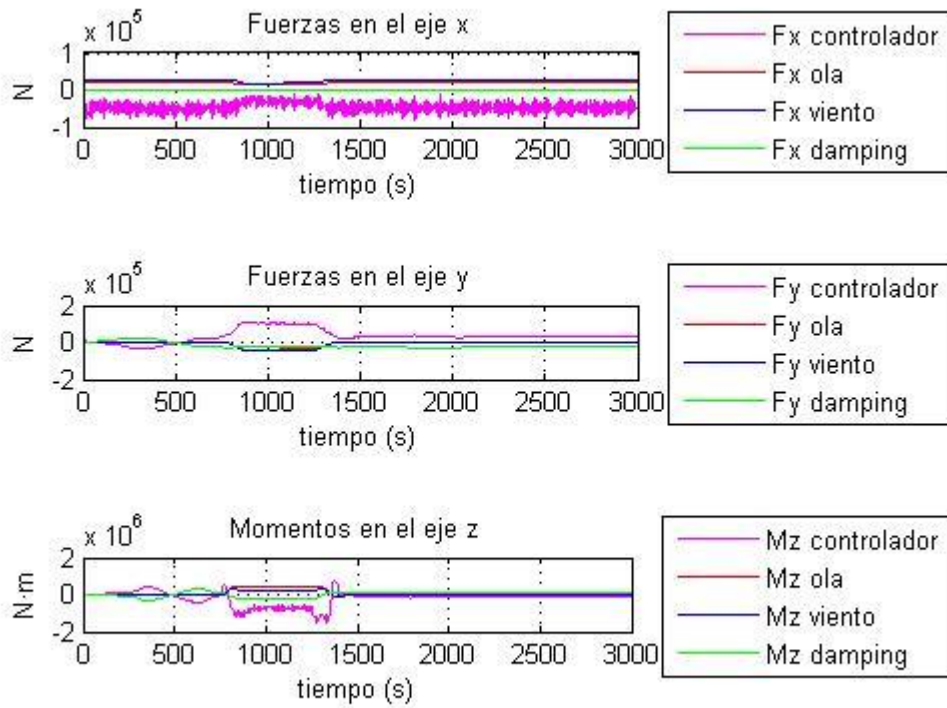 x 10^5
Fuerzas en el eje x
1
0
-1
N
0 500 1000 1500 2000 2500 3000
tiempo (s)
Fx controlador
Fx ola
Fx viento
Fx damping
x 10^5
Fuerzas en el eje y
2
0
-2
N
0 500 1000 1500 2000 2500 3000
tiempo (s)
Fy controlador
Fy ola
Fy viento
Fy damping
x 10^6
Momentos en el eje z
2
0
-2
N·m
0 500 1000 1500 2000 2500 3000
tiempo (s)
Mz controlador
Mz ola
Mz viento
Mz damping